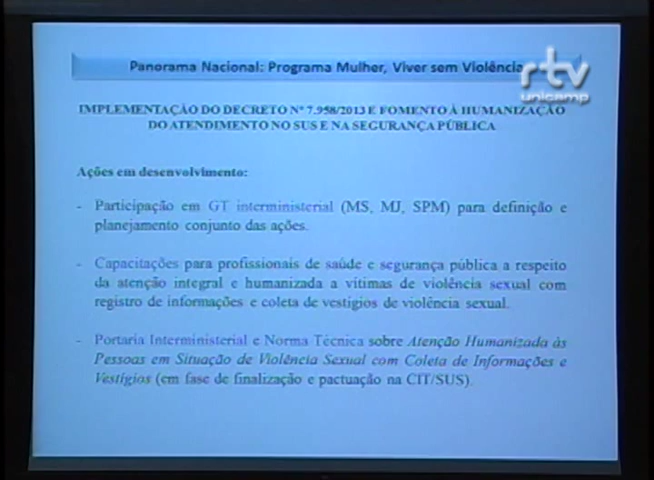 Panorama Nacional: Programa Mulher, Viver sem Violência
rtv
unicamp
IMPLEMENTAÇÃO DO DECRETO Nº 7.958/2013 E FOMENTO À HUMANIZAÇÃO
DO ATENDIMENTO NO SUS E NA SEGURANÇA PÚBLICA
Ações em desenvolvimento:
- Participação em GT interministerial (MS, MJ, SPM) para definição e
planejamento conjunto das ações.
- Capacitações para profissionais de saúde e segurança pública a respeito
da atenção integral e humanizada a vítimas de violência sexual com
registro de informações e coleta de vestígios de violência sexual.
- Portaria Interministerial e Norma Técnica sobre Atenção Humanizada às
Pessoas em Situação de Violência Sexual com Coleta de Informações e
Vestígios (em fase de finalização e pactuação na CIT/SUS).